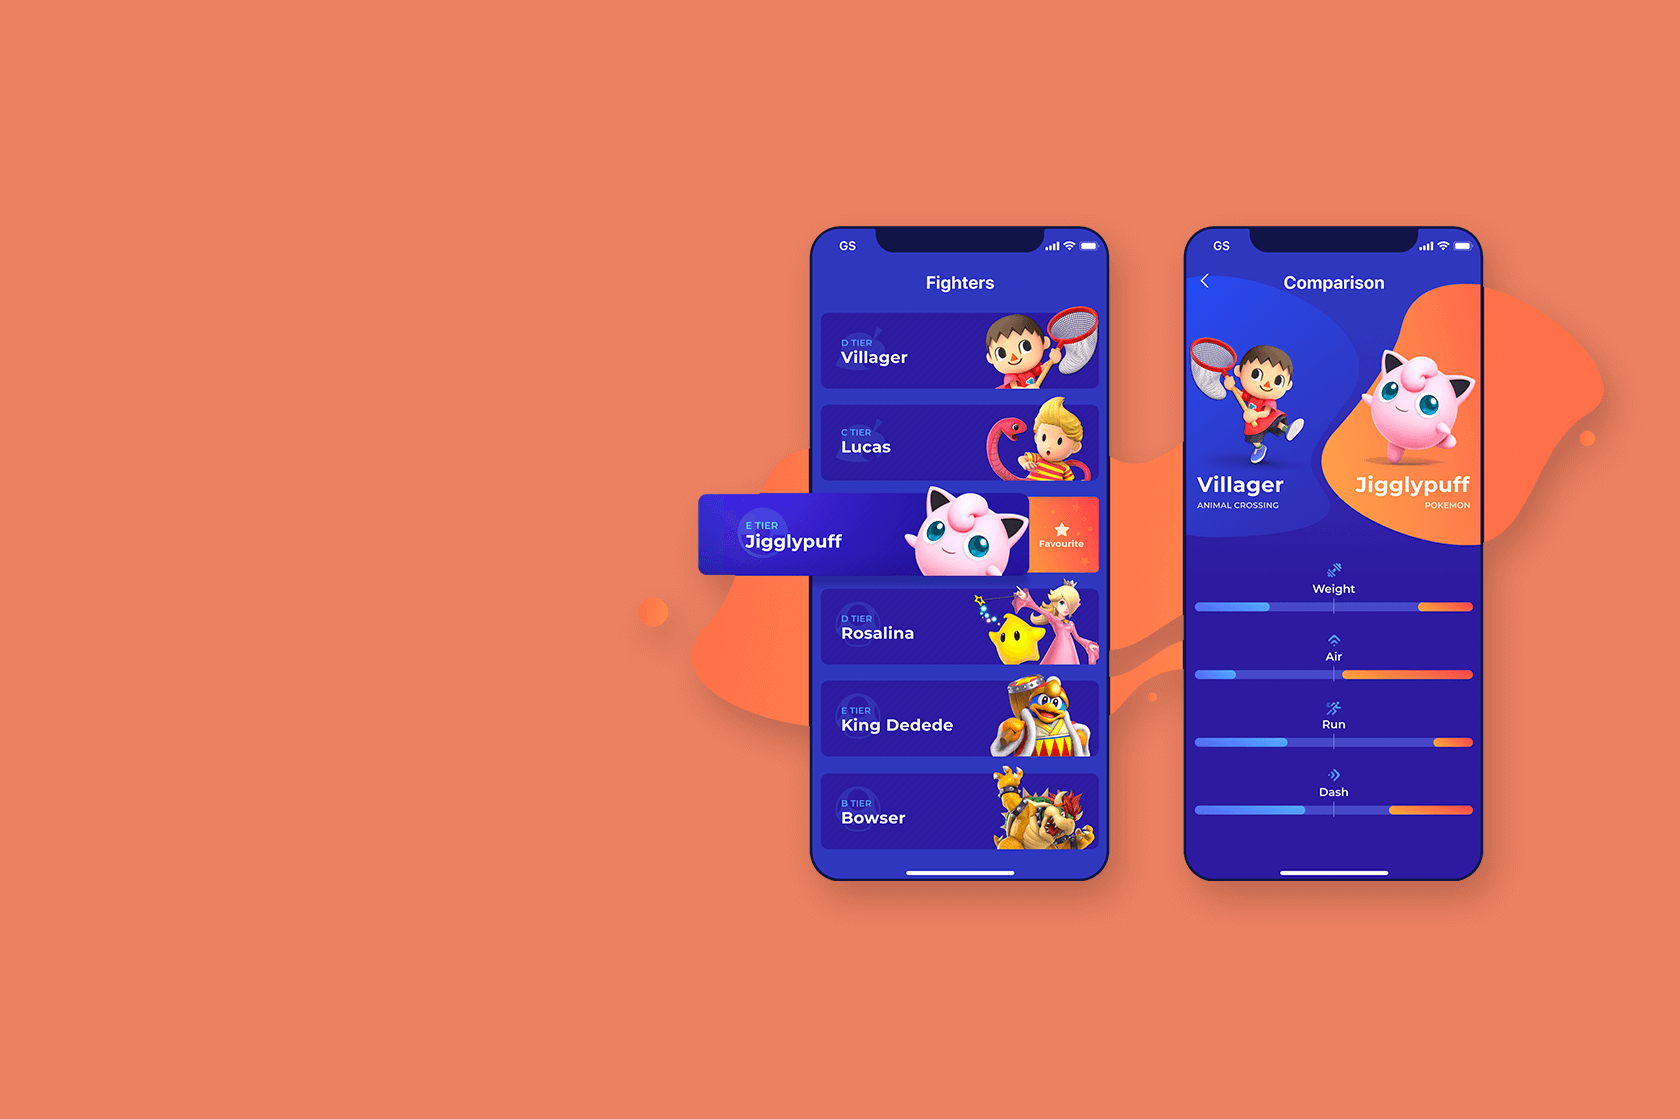 GS
Fighters
D TIER
Villager
C TIER
Lucas
E TIER
Jigglypuff
Favourite
D TIER
Rosalina
E TIER
King Dedede
B TIER
Bowser
GS
Comparison
Villager
ANIMAL CROSSING
Jigglypuff
POKEMON
Weight
Air
Run
Dash